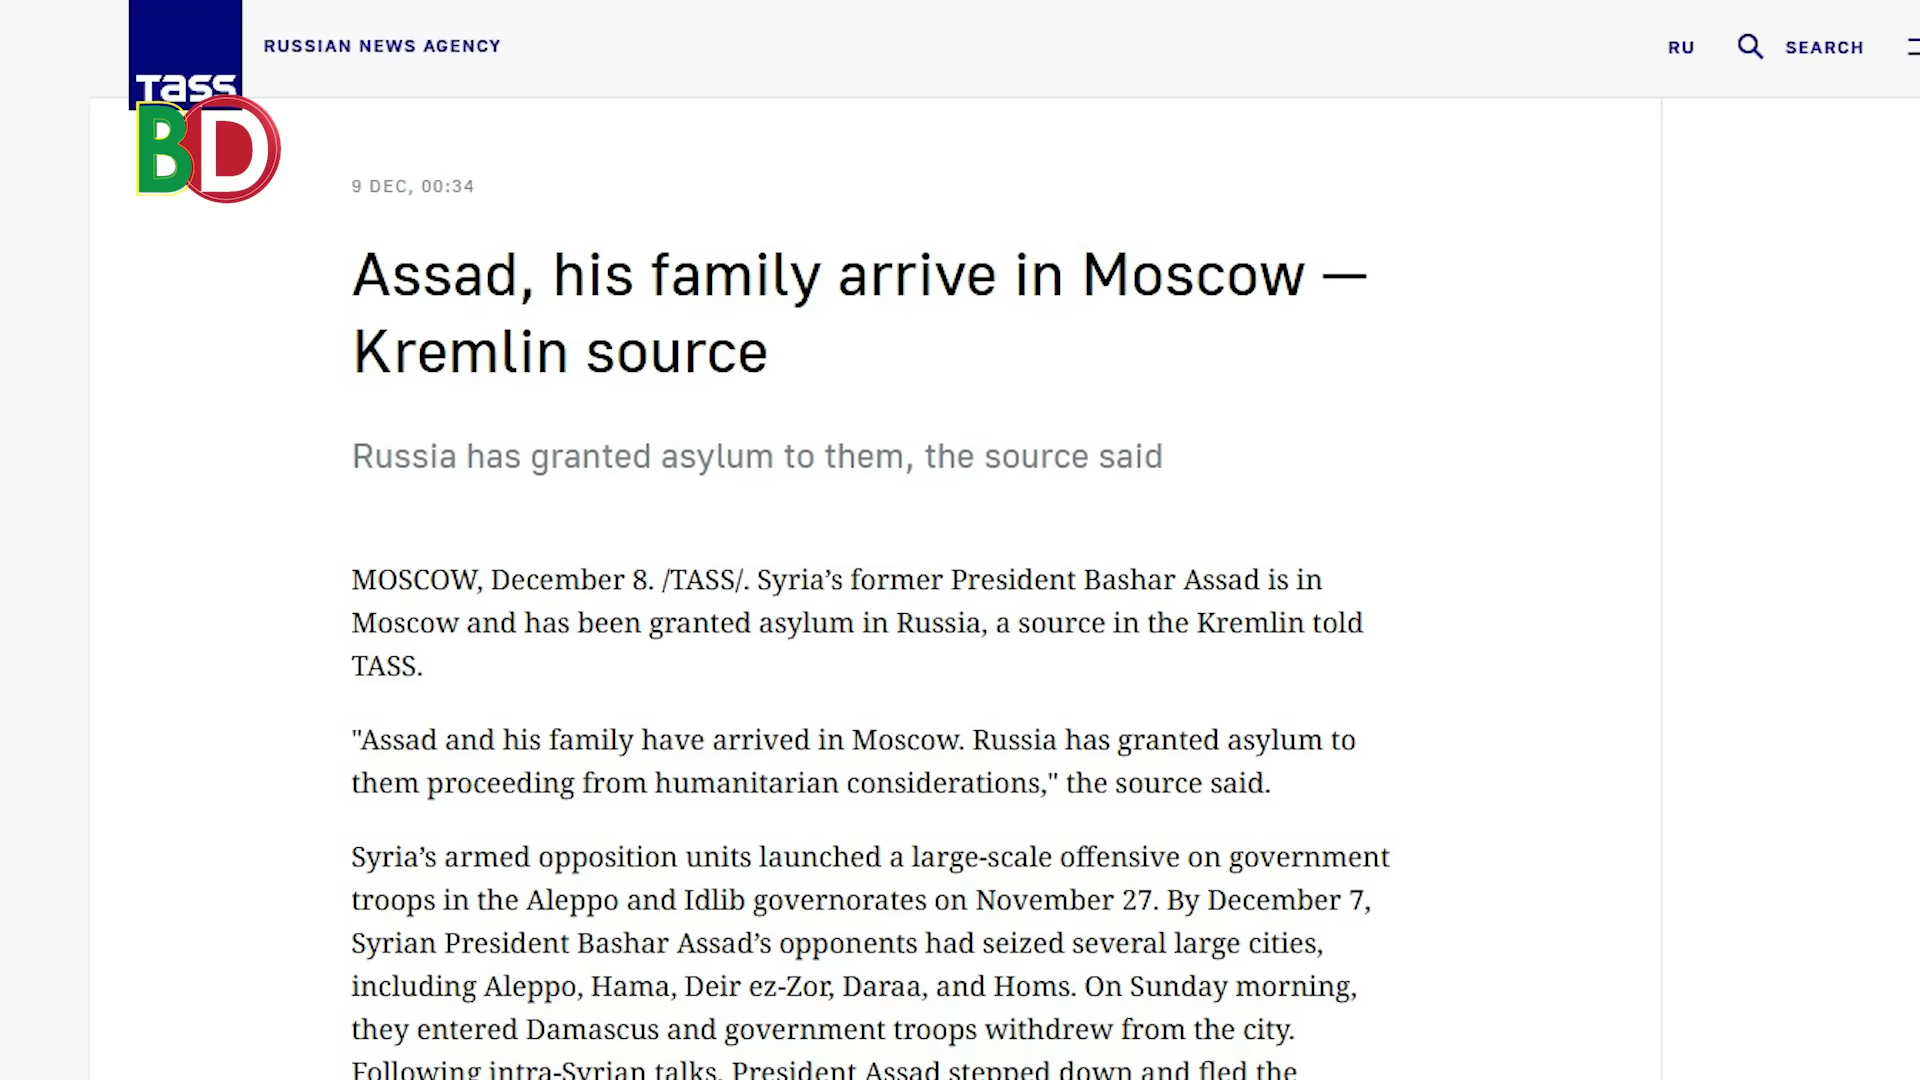 RUSSIAN NEWS AGENCY
RU
SEARCH
TASS
BD
9 DEC, 00:34
Assad, his family arrive in Moscow —
Kremlin source
Russia has granted asylum to them, the source said
MOSCOW, December 8. /TASS/. Syria’s former President Bashar Assad is in
Moscow and has been granted asylum in Russia, a source in the Kremlin told
TASS.
"Assad and his family have arrived in Moscow. Russia has granted asylum to
them proceeding from humanitarian considerations," the source said.
Syria’s armed opposition units launched a large-scale offensive on government
troops in the Aleppo and Idlib governorates on November 27. By December 7,
Syrian President Bashar Assad’s opponents had seized several large cities,
including Aleppo, Hama, Deir ez-Zor, Daraa, and Homs. On Sunday morning,
they entered Damascus and government troops withdrew from the city.
Following intra-Syrian talks, President Assad stepped down and fled the